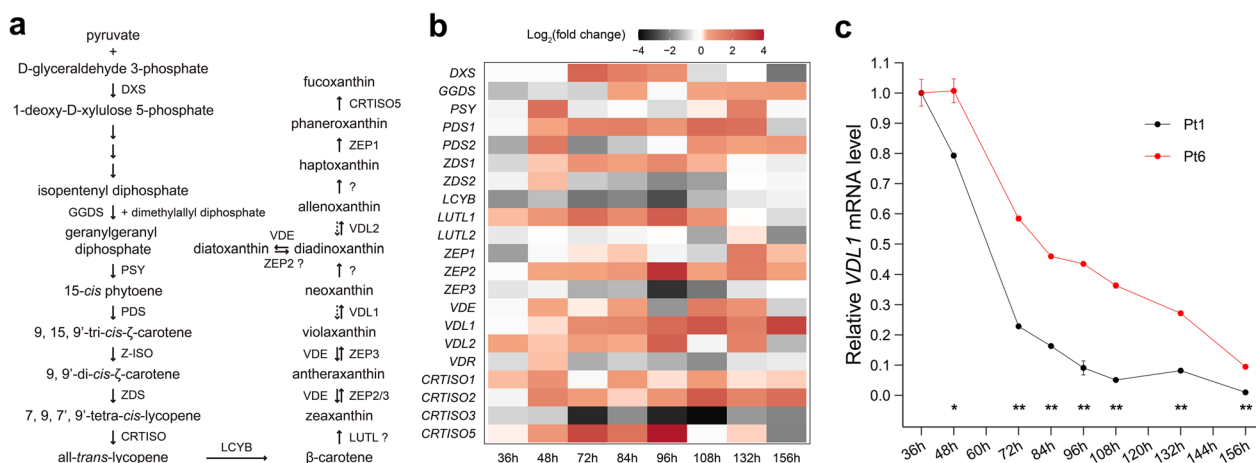 a
pyruvate
+
D-glyceraldehyde 3-phosphate
DXS
1-deoxy-D-xylulose 5-phosphate
isopentenyl diphosphate
GGDS + dimethylallyl diphosphate
geranylgeranyl
diphosphate
PSY
15-cis phytoene
PDS
9, 15, 9'-tri-cis-ζ-carotene
Z-ISO
9, 9'-di-cis-ζ-carotene
ZDS
7, 9, 7', 9'-tetra-cis-lycopene
CRTISO
all-trans-lycopene
LCYB
fucoxanthin
CRTISO5
phaneroxanthin
ZEP1
haptoxanthin
?
allenoxanthin
VDL2
VDE
diatoxanthin diadinoxanthin
ZEP2 ?
?
neoxanthin
VDL1
violaxanthin
VDE ZEP3
antheraxanthin
VDE ZEP2/3
zeaxanthin
LUTL ?
β-carotene
b
Log2(fold change)
−4 −2 0 2 4
DXS
GGDS
PSY
PDS1
PDS2
ZDS1
ZDS2
LCYB
LUTL1
LUTL2
ZEP1
ZEP2
ZEP3
VDE
VDL1
VDL2
VDR
CRTISO1
CRTISO2
CRTISO3
CRTISO5
36h 48h 72h 84h 96h 108h 132h 156h
c
Relative VDL1 mRNA level
1.0
0.9
0.8
0.7
0.6
0.5
0.4
0.3
0.2
0.1
0.0
Pt1
Pt6
* ** ** ** ** ** **
36h 48h 60h 72h 84h 96h 108h 120h 132h 144h 156h